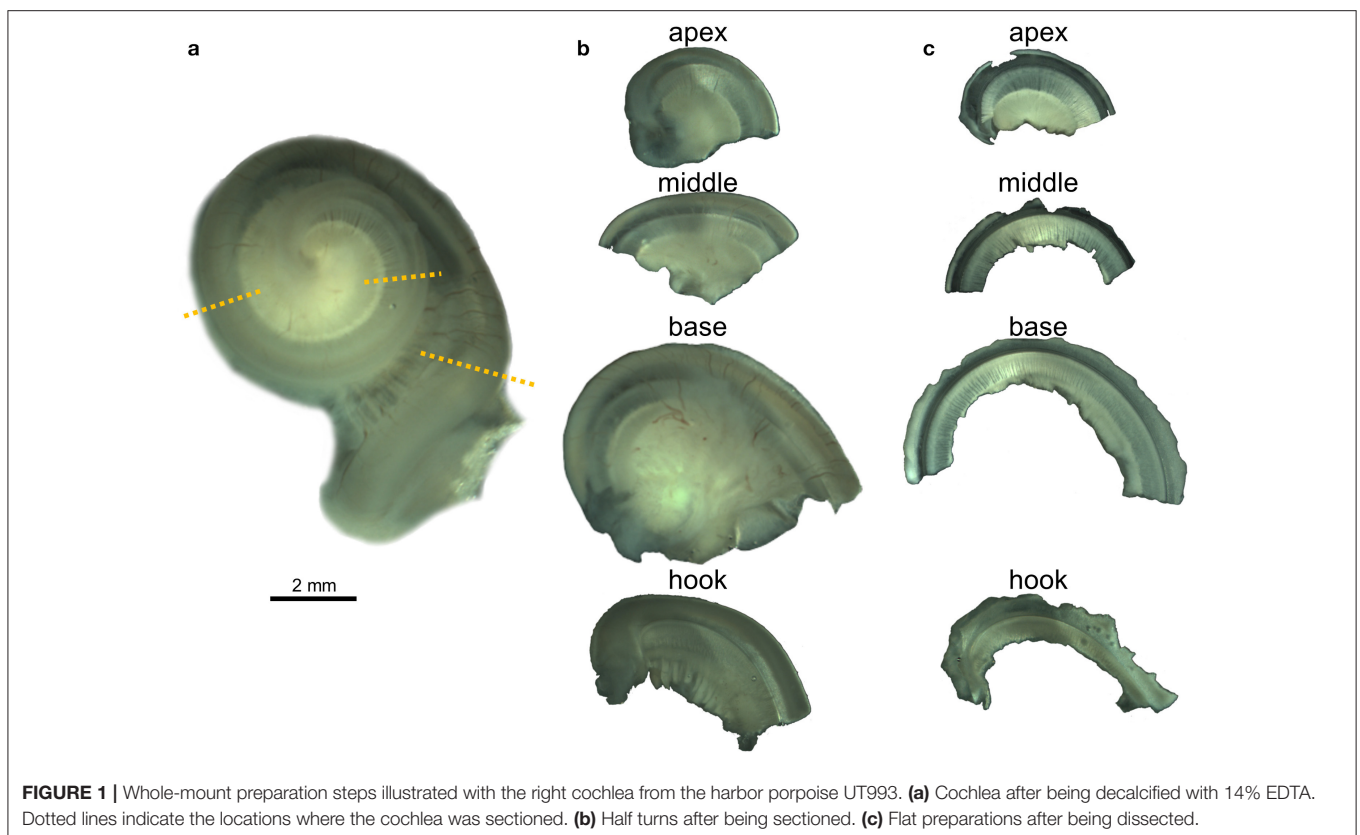 a
b
c
apex
apex
middle
middle
base
base
2 mm
hook
hook
FIGURE 1 | Whole-mount preparation steps illustrated with the right cochlea from the harbor porpoise UT993. (a) Cochlea after being decalcified with 14% EDTA.
Dotted lines indicate the locations where the cochlea was sectioned. (b) Half turns after being sectioned. (c) Flat preparations after being dissected.